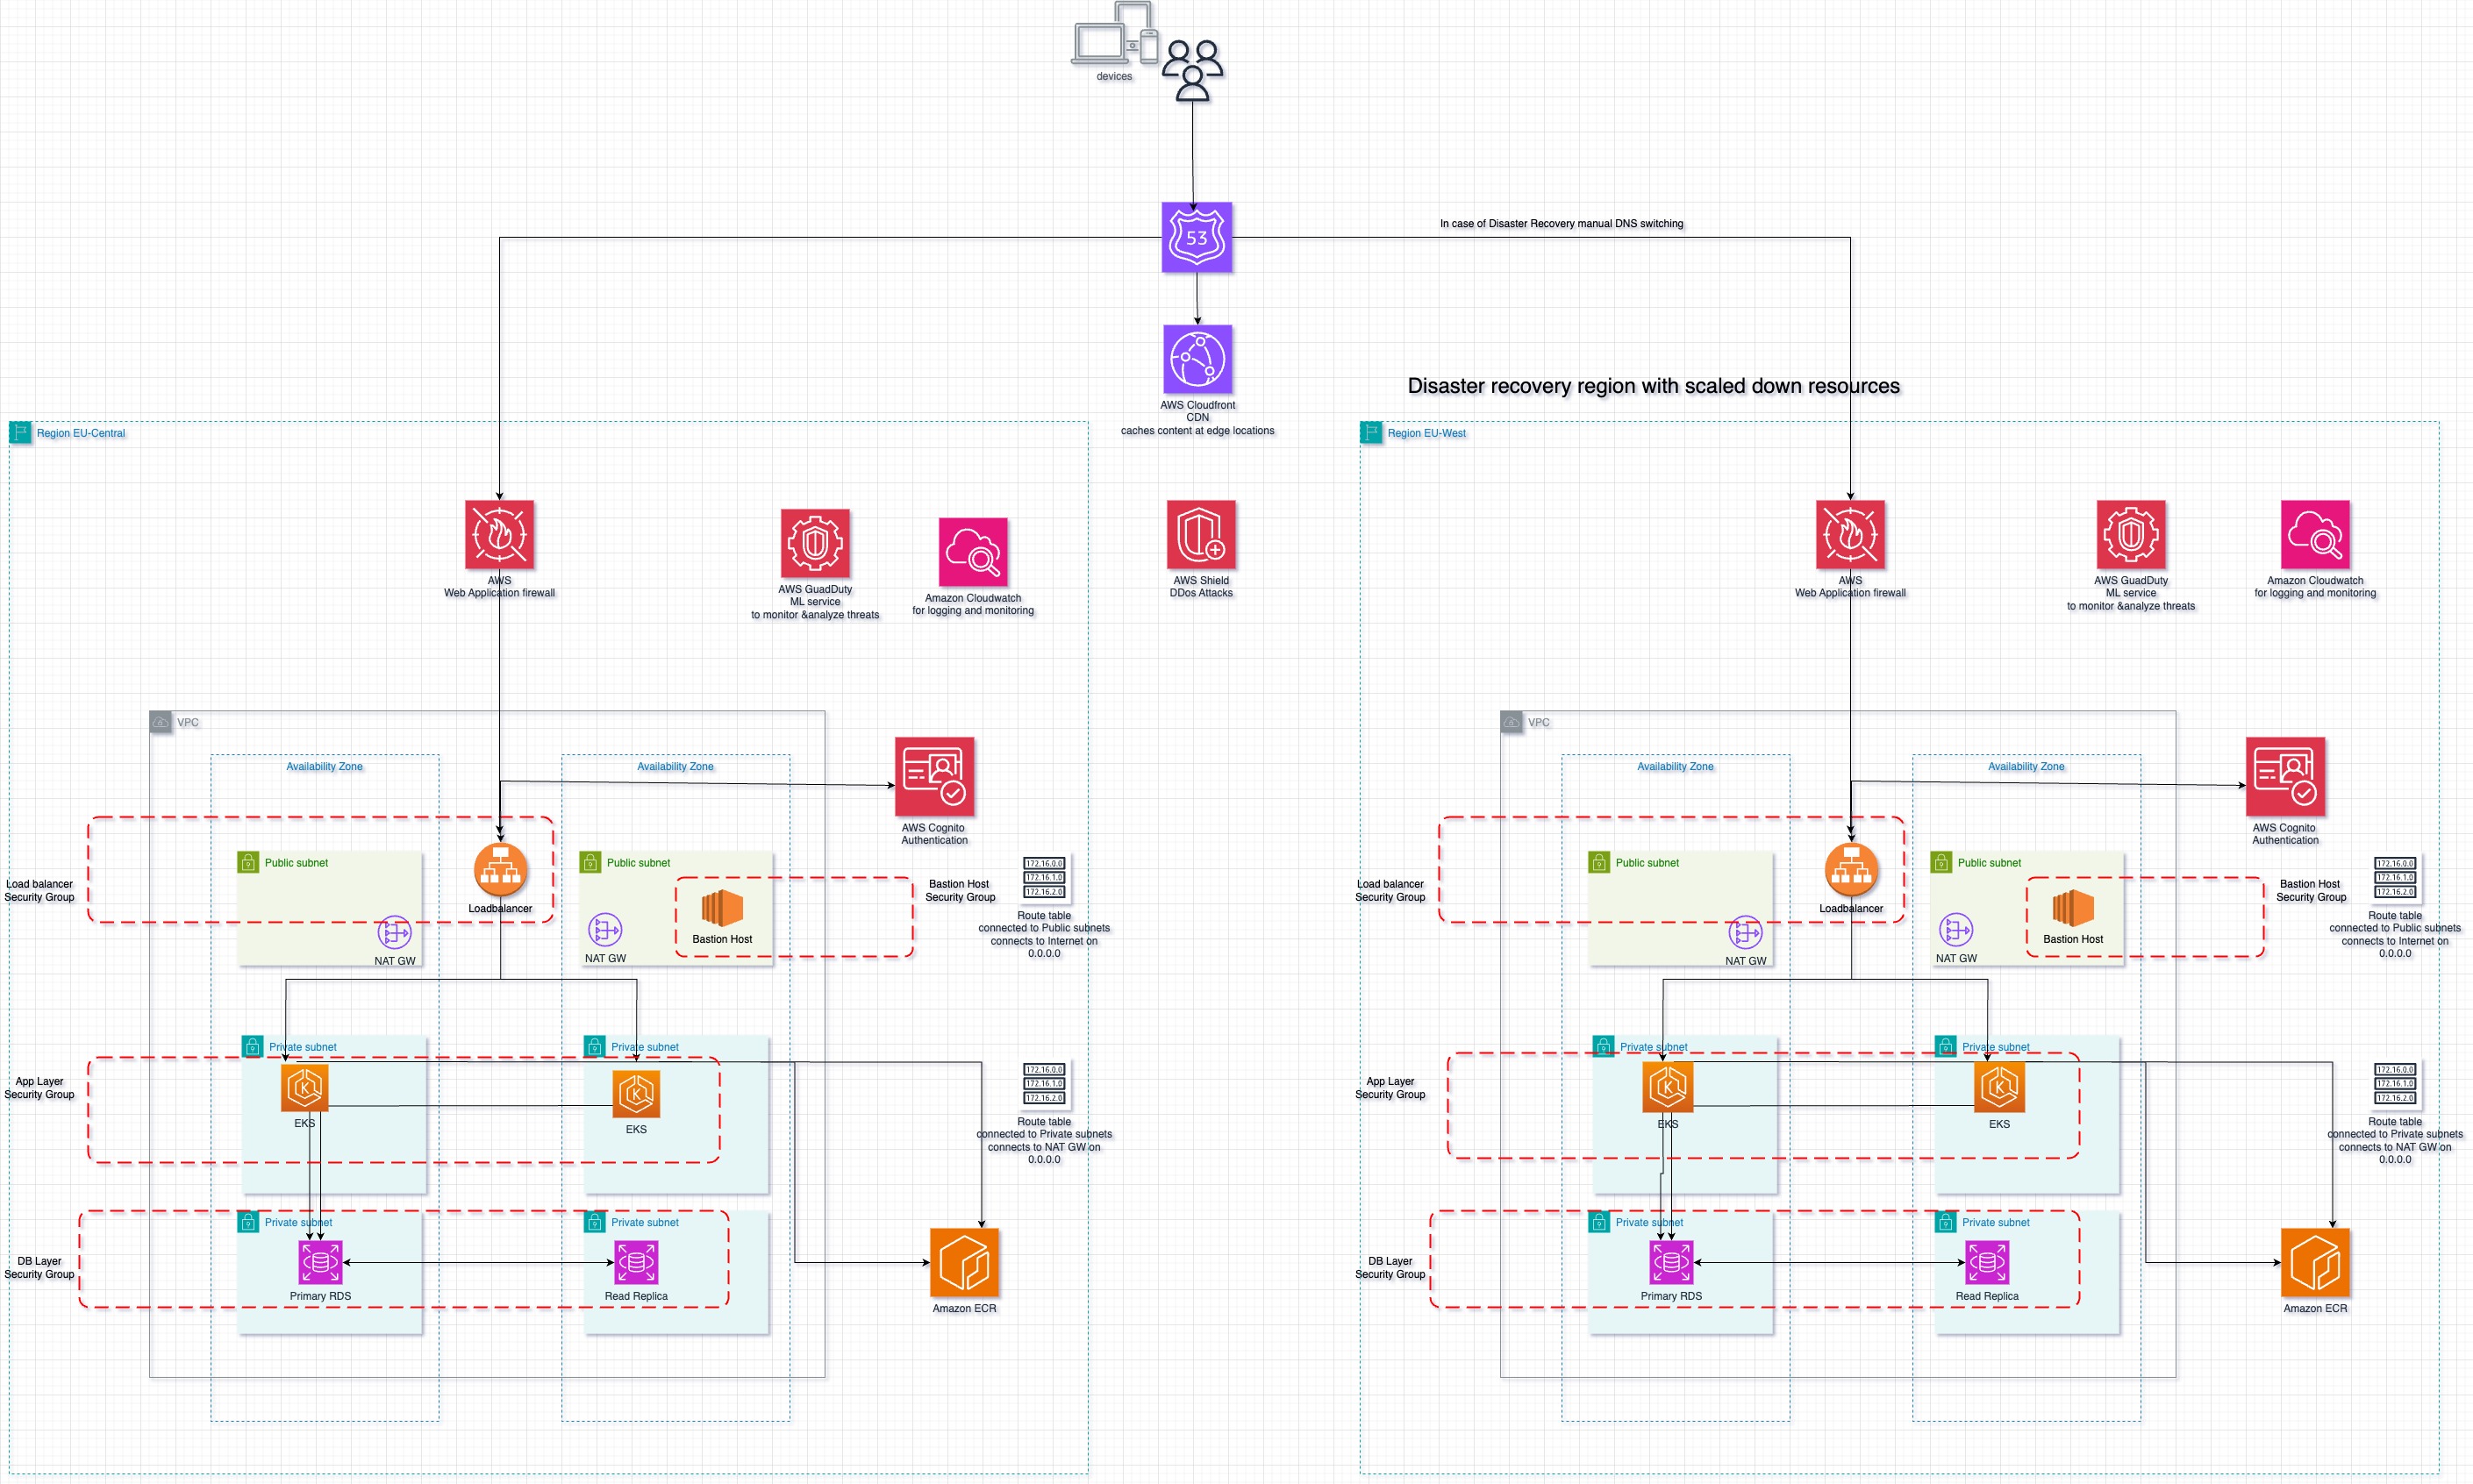 devices
53
In case of Disaster Recovery manual DNS switching
AWS Cloudfront
CDN
caches content at edge locations
Disaster recovery region with scaled down resources
Region EU-Central
AWS
Web Application firewall
AWS GuadDuty
ML service
to monitor &analyze threats
Amazon Cloudwatch
for logging and monitoring
AWS Shield
DDos Attacks
VPC
Availability Zone
Availability Zone
AWS Cognito
Authentication
Load balancer
Security Group
Public subnet
NAT GW
Loadbalancer
Public subnet
NAT GW
Bastion Host
Bastion Host
Security Group
172.16.0.0
172.16.1.0
172.16.2.0
Route table
connected to Public subnets
connects to Internet on
0.0.0.0
App Layer
Security Group
Private subnet
EKS
Private subnet
EKS
172.16.0.0
172.16.1.0
172.16.2.0
Route table
connected to Private subnets
connects to NAT GW on
0.0.0.0
DB Layer
Security Group
Private subnet
Primary RDS
Private subnet
Read Replica
Amazon ECR
Region EU-West
AWS
Web Application firewall
AWS GuadDuty
ML service
to monitor &analyze threats
Amazon Cloudwatch
for logging and monitoring
VPC
Availability Zone
Availability Zone
AWS Cognito
Authentication
Load balancer
Security Group
Public subnet
NAT GW
Loadbalancer
Public subnet
NAT GW
Bastion Host
Bastion Host
Security Group
172.16.0.0
172.16.1.0
172.16.2.0
Route table
connected to Public subnets
connects to Internet on
0.0.0.0
App Layer
Security Group
Private subnet
EKS
Private subnet
EKS
172.16.0.0
172.16.1.0
172.16.2.0
Route table
connected to Private subnets
connects to NAT GW on
0.0.0.0
DB Layer
Security Group
Private subnet
Primary RDS
Private subnet
Read Replica
Amazon ECR